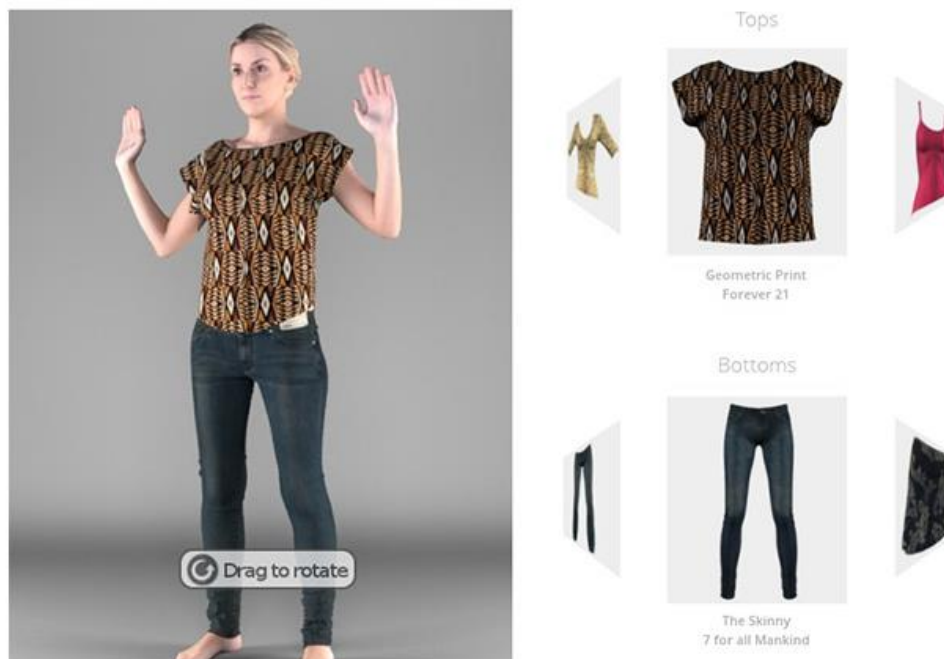 Tops
Geometric Print
Forever 21
Bottoms
Drag to rotate
The Skinny
7 for all Mankind